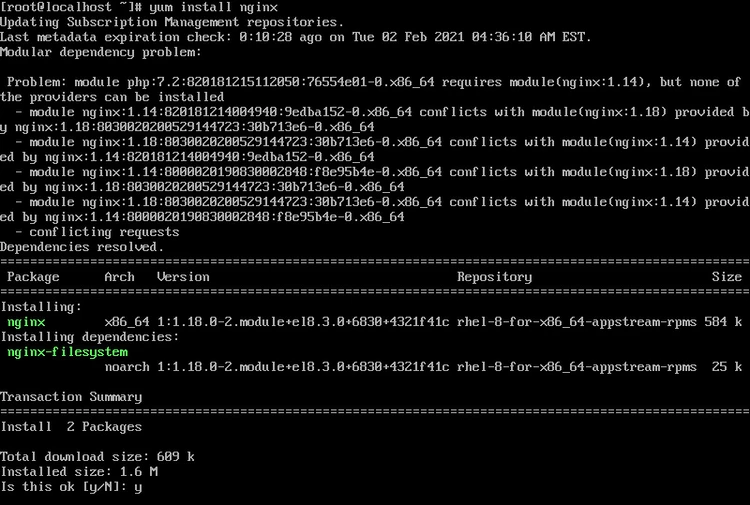 [root@localhost ~]# yum install nginx
Updating Subscription Management repositories.
Last metadata expiration check: 0:10:28 ago on Tue 02 Feb 2021 04:36:10 AM EST.
Modular dependency problem:
Problem: module php:7.2:820181215112050:76554e01-0.x86_64 requires module(nginx:1.14), but none of
the providers can be installed
- module nginx:1.14:820181214004940:9edba152-0.x86_64 conflicts with module(nginx:1.18) provided b
y nginx:1.18:8030020200529144723:30b713e6-0.x86_64
- module nginx:1.18:8030020200529144723:30b713e6-0.x86_64 conflicts with module(nginx:1.14) provid
ed by nginx:1.14:820181214004940:9edba152-0.x86_64
- module nginx:1.14:8000020190830002848:f8e95b4e-0.x86_64 conflicts with module(nginx:1.18) provid
ed by nginx:1.18:8030020200529144723:30b713e6-0.x86_64
- module nginx:1.18:8030020200529144723:30b713e6-0.x86_64 conflicts with module(nginx:1.14) provid
ed by nginx:1.14:8000020190830002848:f8e95b4e-0.x86_64
- conflicting requests
Dependencies resolved.
Package Arch Version Repository Size
Installing:
nginx x86_64 1:1.18.0-2.module+el8.3.0+6830+4321f41c rhel-8-for-x86_64-appstream-rpms 584 k
Installing dependencies:
nginx-filesystem
noarch 1:1.18.0-2.module+el8.3.0+6830+4321f41c rhel-8-for-x86_64-appstream-rpms 25 k
Transaction Summary
Install 2 Packages
Total download size: 609 k
Installed size: 1.6 M
Is this ok [y/N]: y